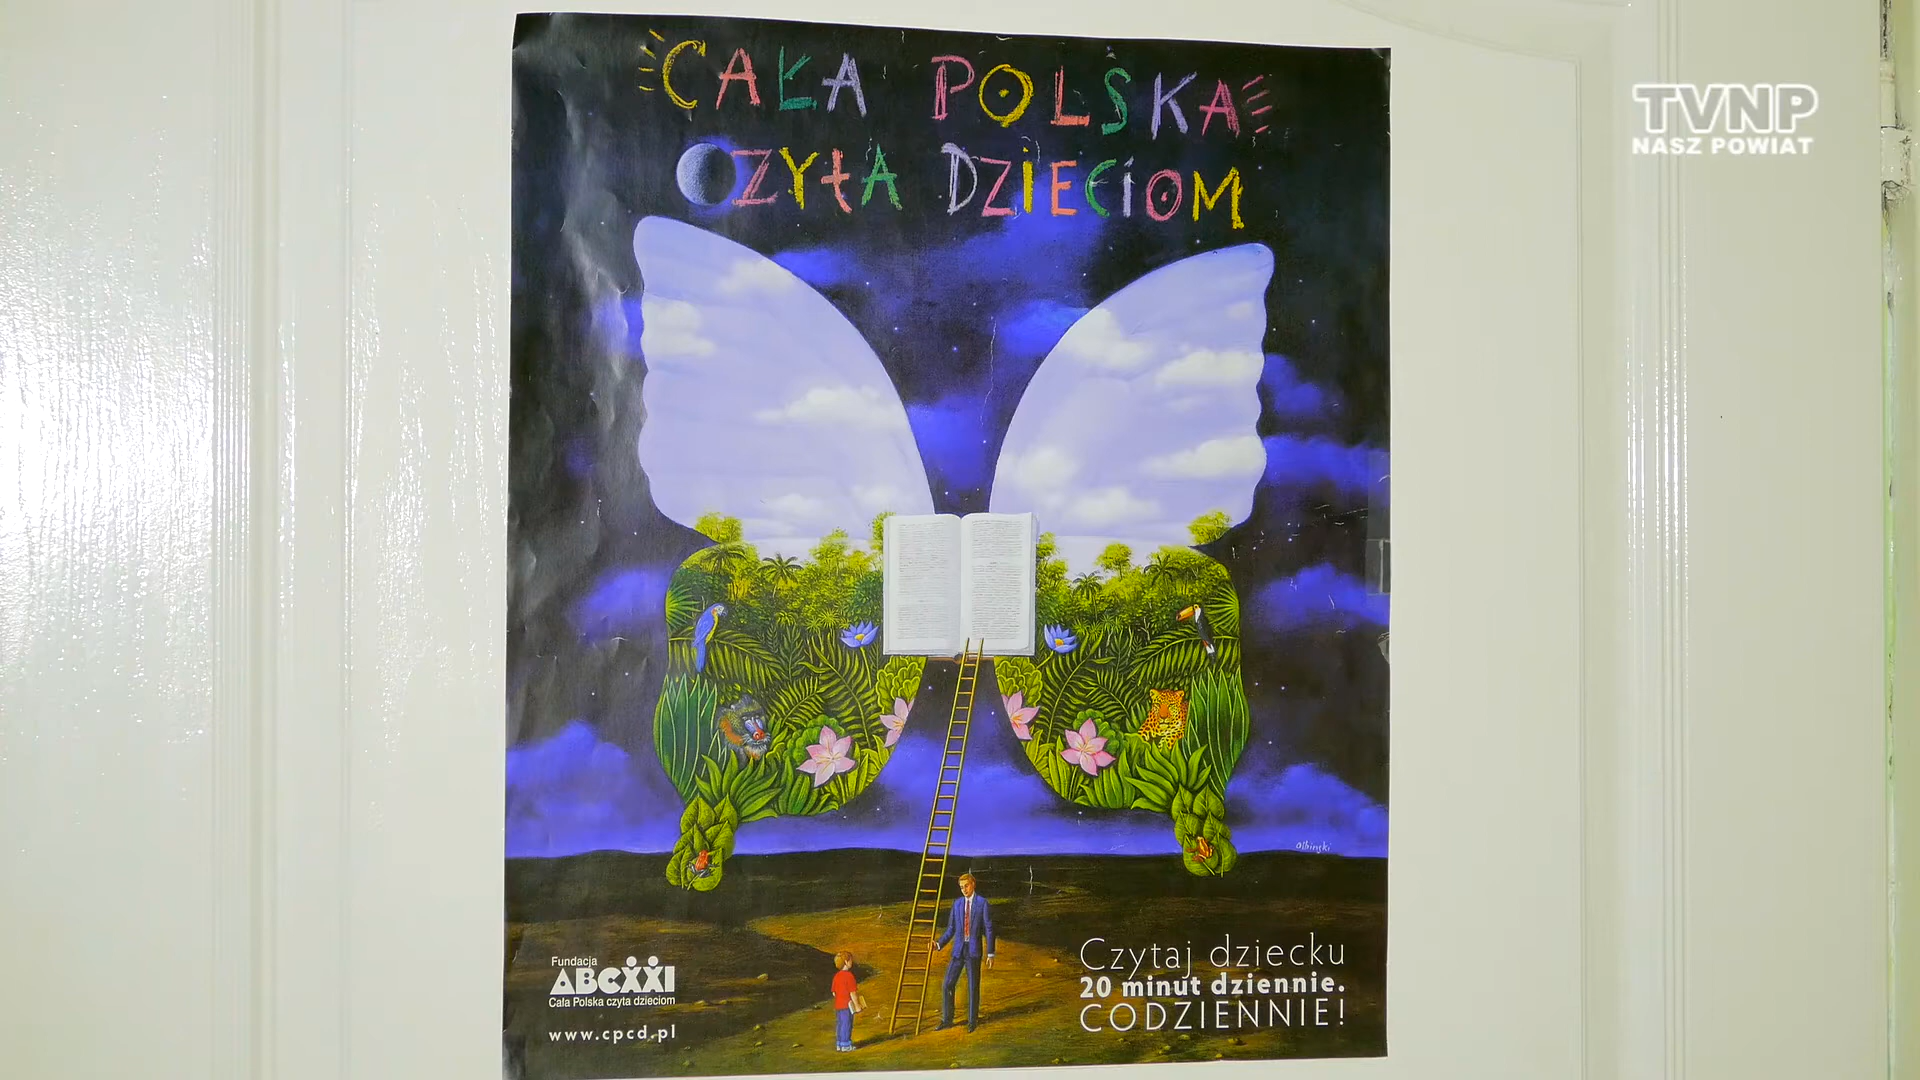 CAŁA POLSKA
CZYTA DZIECIOM
TVNP
NASZ POWIAT
Olbinski
Fundacja
ABCXXI
Cała Polska czyta dzieciom
www.cpcd.pl
Czytaj dziecku
20 minut dziennie.
CODZIENNIE!